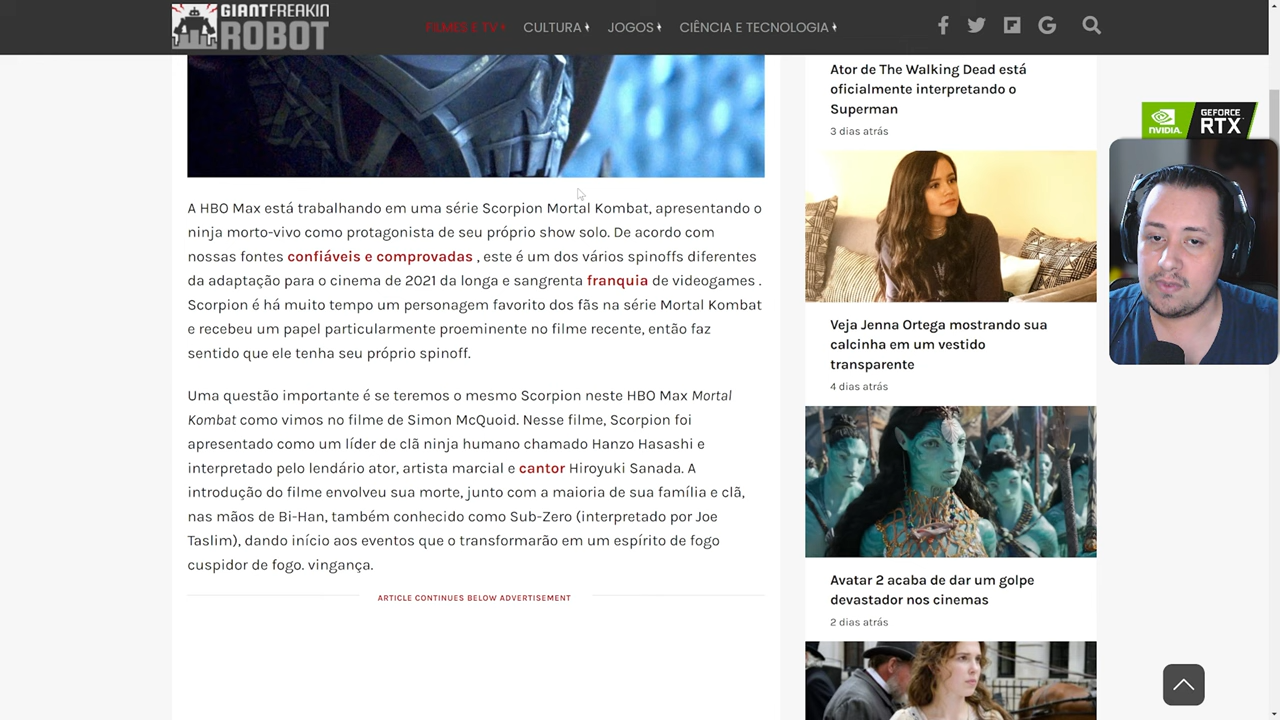 GIANTFREAKIN
ROBOT
FILMES E TV
CULTURA
JOGOS
CIÊNCIA E TECNOLOGIA
A HBO Max está trabalhando em uma série Scorpion Mortal Kombat, apresentando o
ninja morto-vivo como protagonista de seu próprio show solo. De acordo com
nossas fontes confiáveis e comprovadas , este é um dos vários spinoffs diferentes
da adaptação para o cinema de 2021 da longa e sangrenta franquia de videogames .
Scorpion é há muito tempo um personagem favorito dos fãs na série Mortal Kombat
e recebeu um papel particularmente proeminente no filme recente, então faz
sentido que ele tenha seu próprio spinoff.
Uma questão importante é se teremos o mesmo Scorpion neste HBO Max Mortal
Kombat como vimos no filme de Simon McQuoid. Nesse filme, Scorpion foi
apresentado como um líder de clã ninja humano chamado Hanzo Hasashi e
interpretado pelo lendário ator, artista marcial e cantor Hiroyuki Sanada. A
introdução do filme envolveu sua morte, junto com a maioria de sua família e clã,
nas mãos de Bi-Han, também conhecido como Sub-Zero (interpretado por Joe
Taslim), dando início aos eventos que o transformarão em um espírito de fogo
cuspidor de fogo. vingança.
ARTICLE CONTINUES BELOW ADVERTISEMENT
Ator de The Walking Dead está
oficialmente interpretando o
Superman
3 dias atrás
Veja Jenna Ortega mostrando sua
calcinha em um vestido
transparente
4 dias atrás
Avatar 2 acaba de dar um golpe
devastador nos cinemas
2 dias atrás
NVIDIA.
GEFORCE
RTX